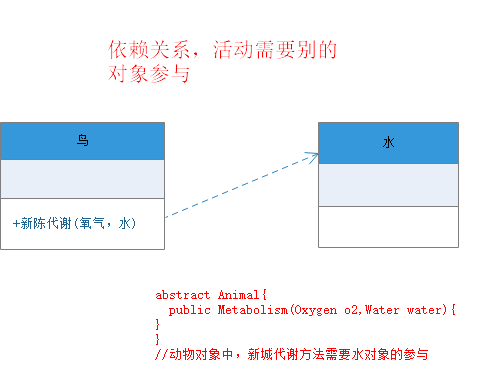 依赖关系，活动需要别的
对象参与
鸟
水
+新陈代谢(氧气，水)
abstract Animal{
public Metabolism(Oxygen o2,Water water){
}
}
//动物对象中，新城代谢方法需要水对象的参与